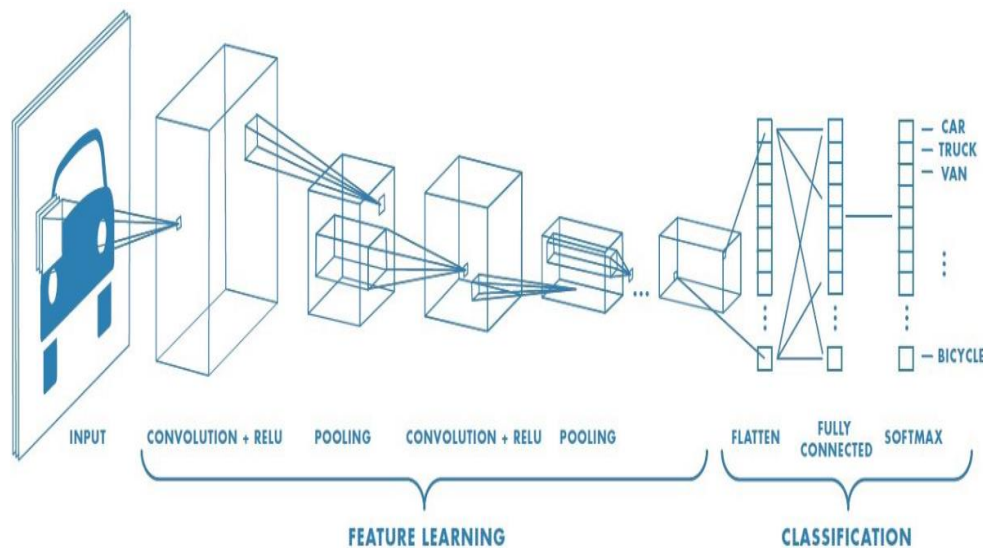 CAR
TRUCK
VAN
BICYCLE
INPUT
CONVOLUTION + RELU
POOLING
CONVOLUTION + RELU
POOLING
FLATTEN
FULLY
CONNECTED
SOFTMAX
FEATURE LEARNING
CLASSIFICATION